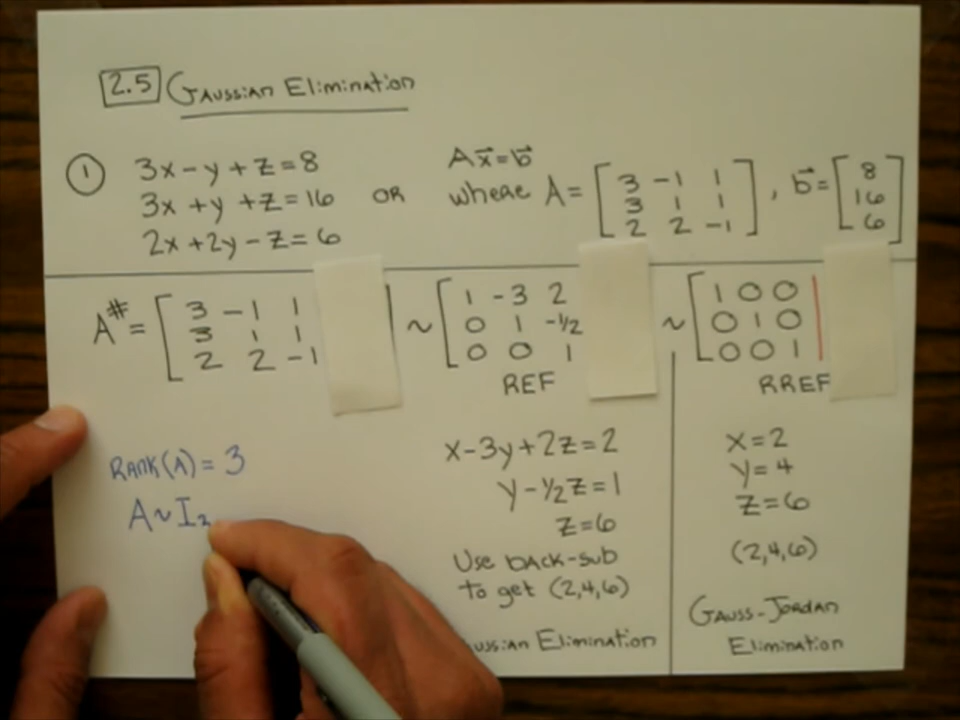 2.5 Gaussian Elimination
① 3x - y + z = 8
3x + y + z = 16
2x + 2y - z = 6
OR
Ax⃗ = b⃗
where A = [3 -1 1
3 1 1
2 2 -1] , b⃗ = [8
16
6]
A# = [3 -1 1
3 1 1
2 2 -1]
~ [1 -3 2
0 1 -1/2
0 0 1]
REF
~ [1 0 0
0 1 0
0 0 1 |
RREF
Rank(A) = 3
A ~ I
x - 3y + 2z = 2
y - 1/2z = 1
z = 6
Use back-sub
to get (2,4,6)
Elimination
x = 2
y = 4
z = 6
(2,4,6)
Gauss-Jordan
Elimination